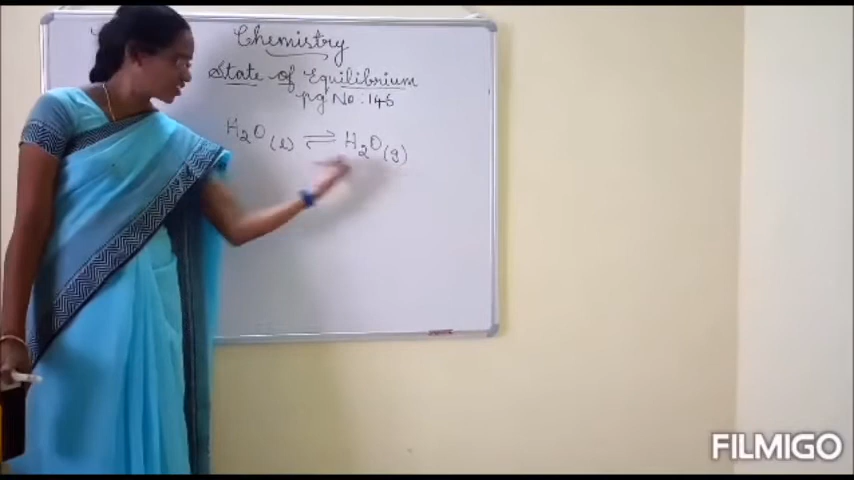 Chemistry
State of Equilibrium
pg No : 145
H₂O (l) ⇌ H₂O (g)
FILMIGO